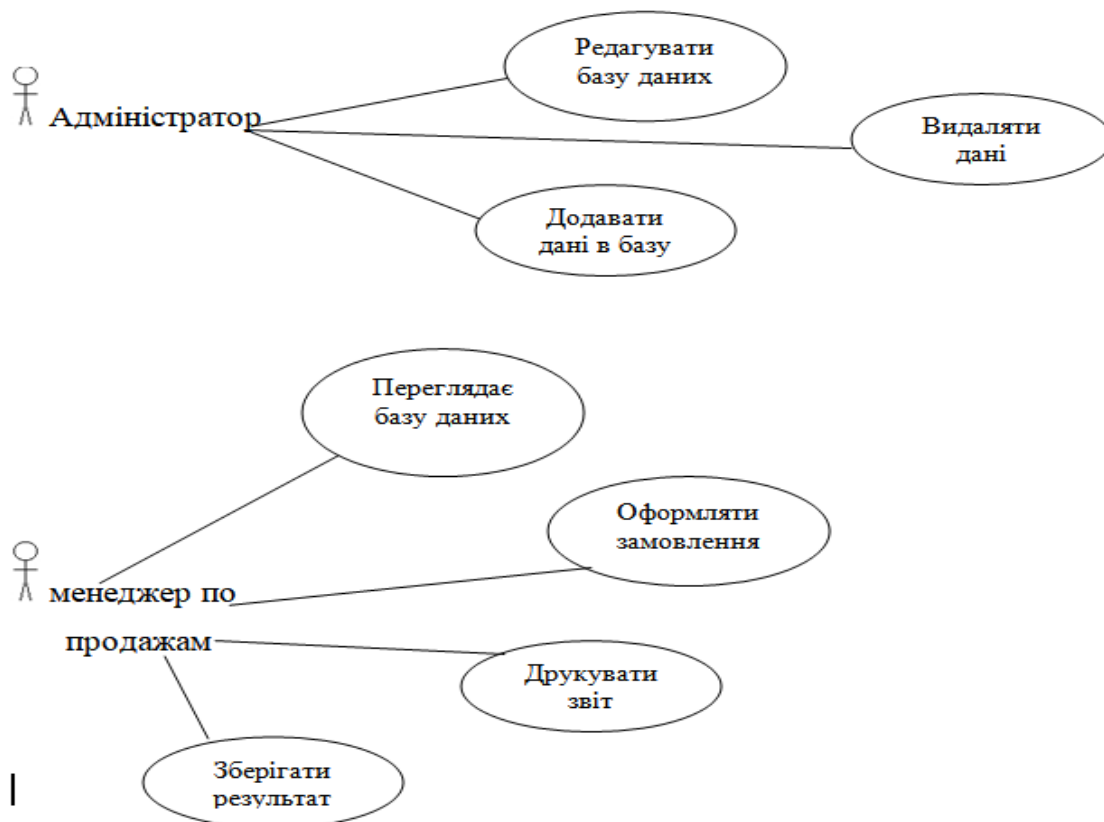 Редагувати
базу даних
Адміністратор
Видаляти
дані
Додавати
дані в базу
Переглядає
базу даних
Оформляти
замовлення
менеджер по
продажам
Друкувати
звіт
Зберігати
результат